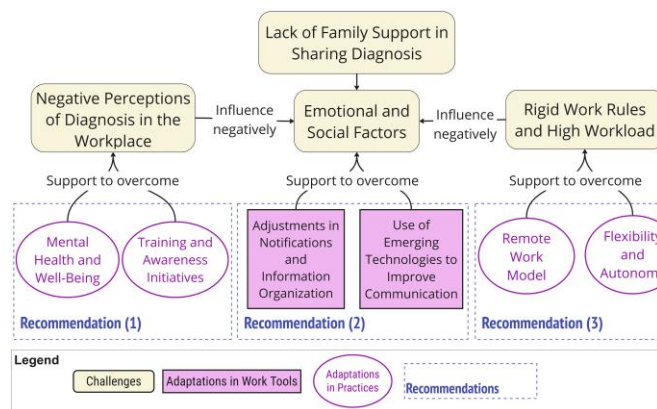 Lack of Family Support in
Sharing Diagnosis
Negative Perceptions
of Diagnosis in the
Workplace
Influence
negatively
Emotional and
Social Factors
Influence
negatively
Rigid Work Rules
and High Workload
Support to overcome
Support to overcome
Support to overcome
Mental
Health and
Well-Being
Training and
Awareness
Initiatives
Adjustments in
Notifications
and
Information
Organization
Use of
Emerging
Technologies to
Improve
Communication
Remote
Work
Model
Flexibility
and
Autonom
Recommendation (1)
Recommendation (2)
Recommendation (3)
Legend
Challenges
Adaptations in Work Tools
Adaptations
in Practices
Recommendations